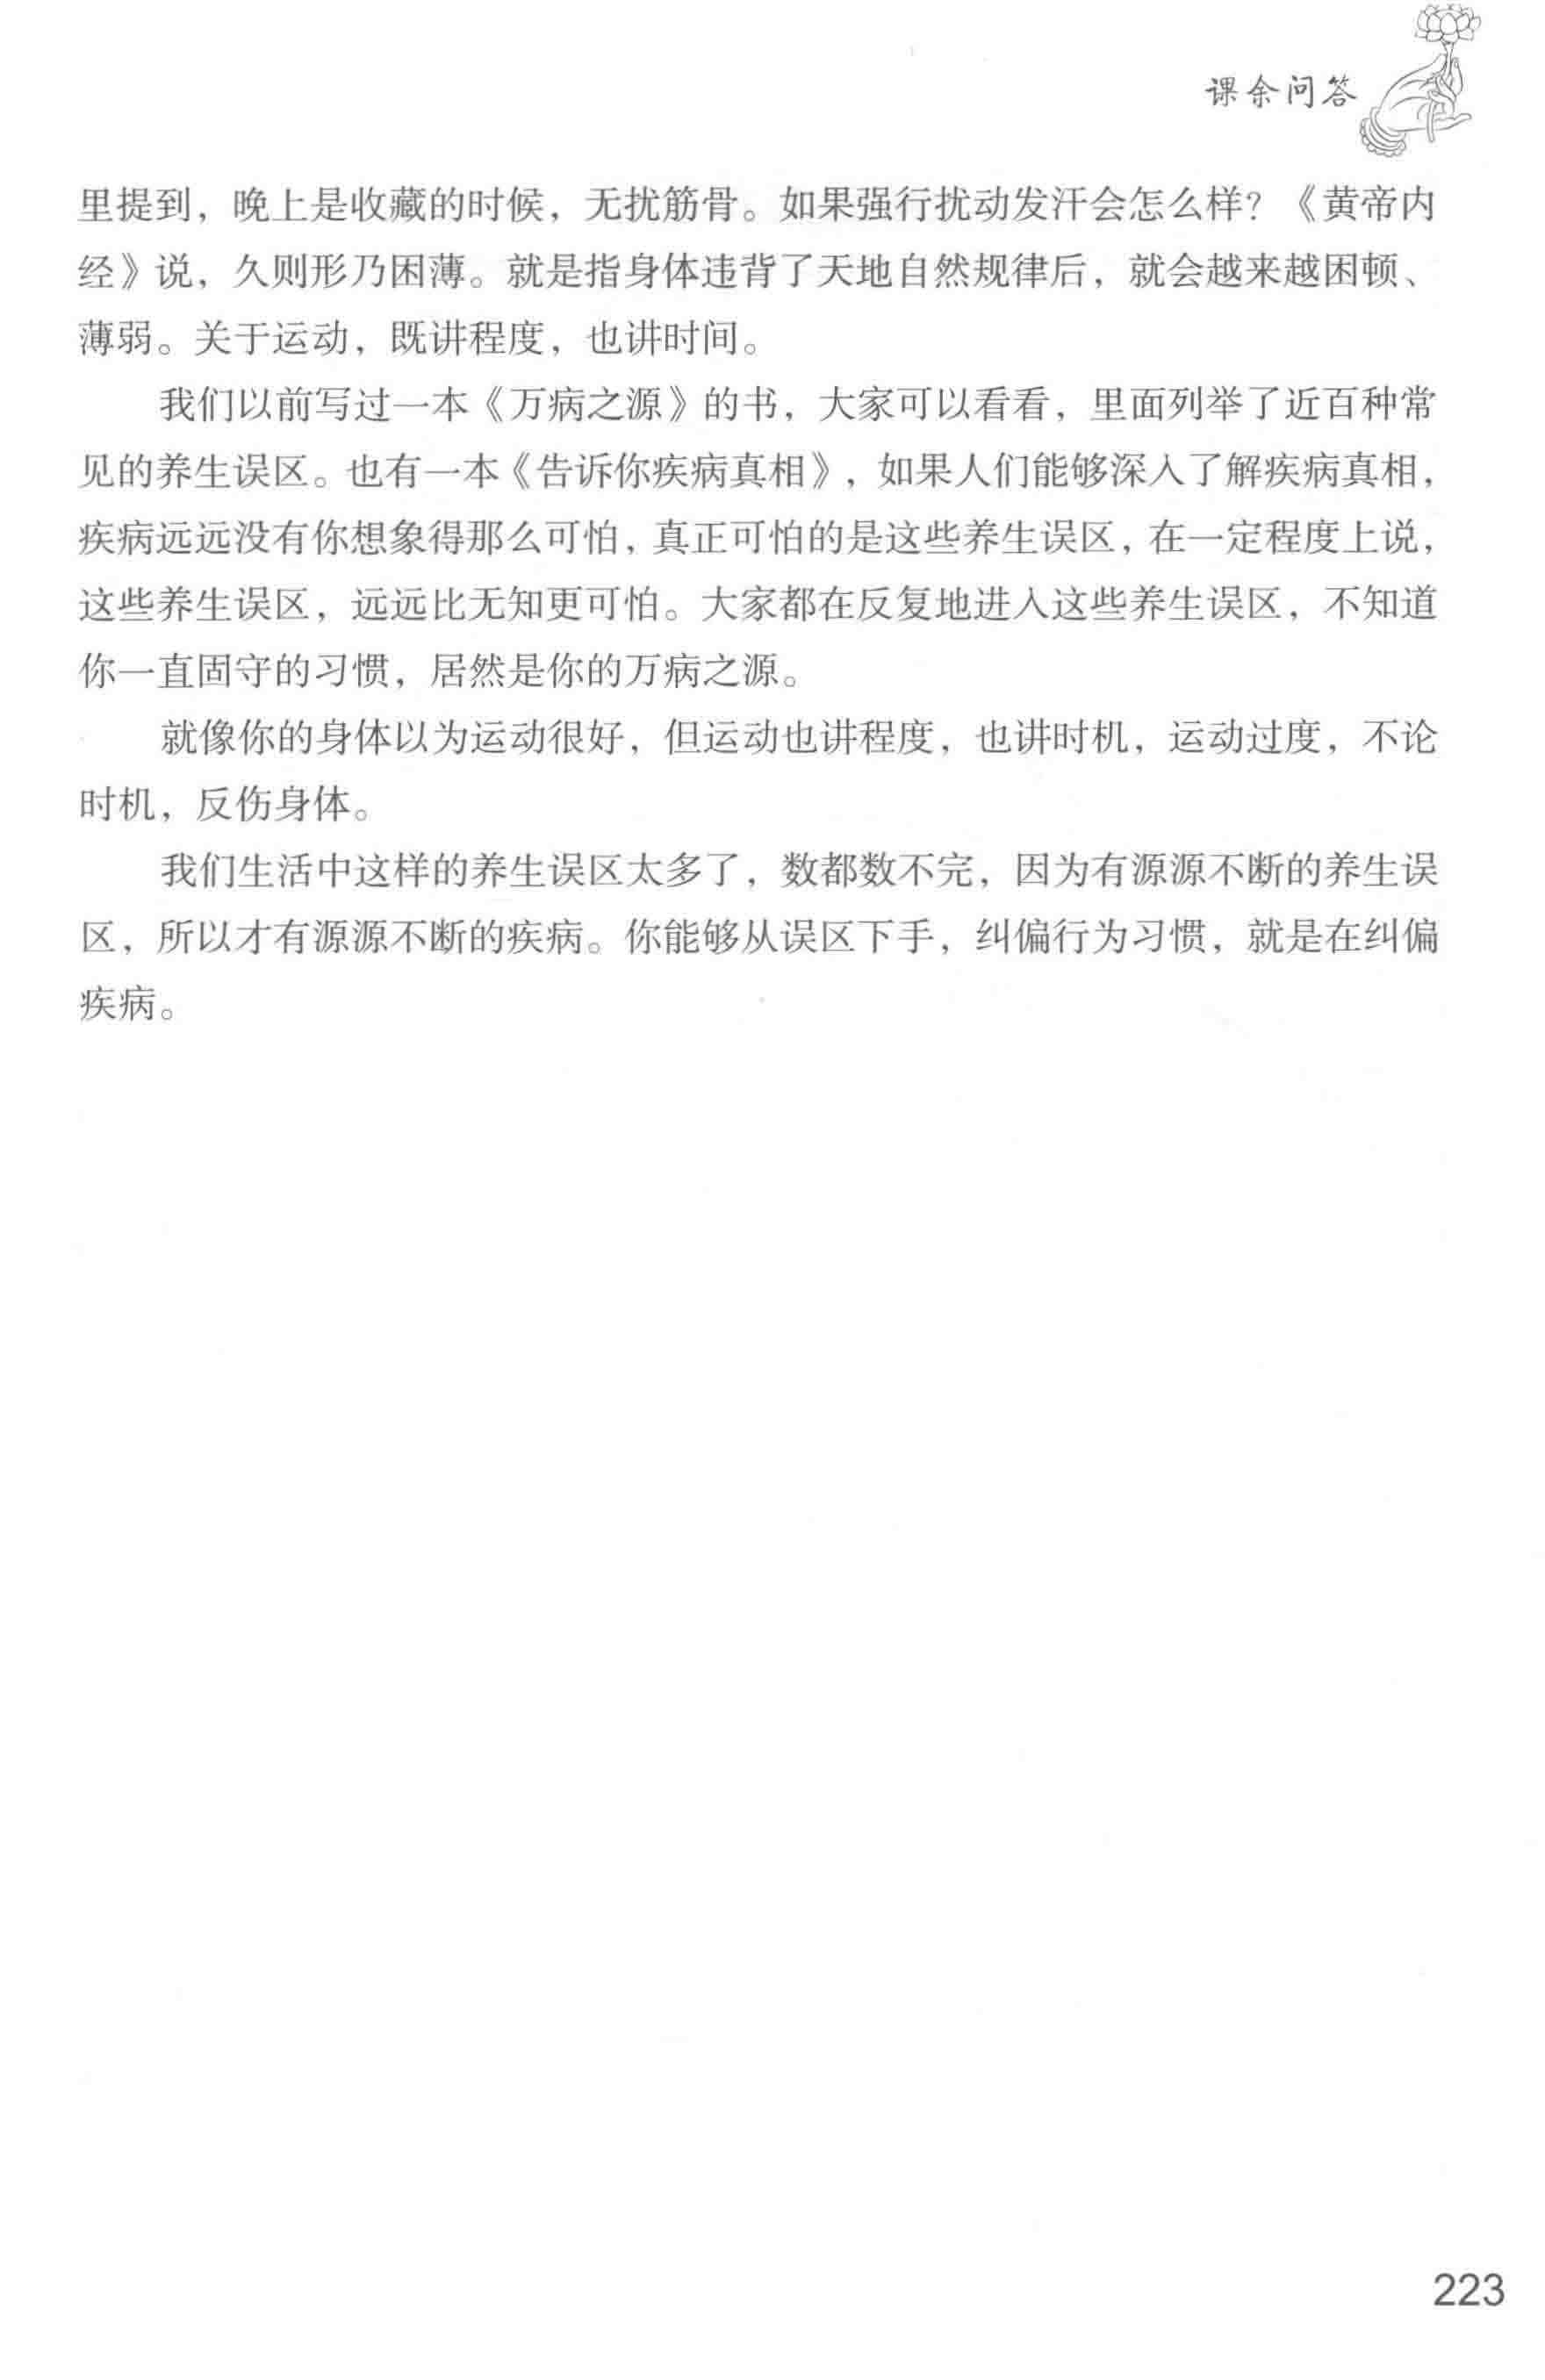 课余问答
里提到，晚上是收藏的时候，无扰筋骨。如果强行扰动发汗会怎么样？《黄帝内
经》说，久则形乃困薄。就是指身体违背了天地自然规律后，就会越来越困顿、
薄弱。关于运动，既讲程度，也讲时间。
我们以前写过一本《万病之源》的书，大家可以看看，里面列举了近百种常
见的养生误区。也有一本《告诉你疾病真相》，如果人们能够深入了解疾病真相，
疾病远远没有你想象得那么可怕，真正可怕的是这些养生误区，在一定程度上说，
这些养生误区，远远比无知更可怕。大家都在反复地进入这些养生误区，不知道
你一直固守的习惯，居然是你的万病之源。
就像你的身体以为运动很好，但运动也讲程度，也讲时机，运动过度，不论
时机，反伤身体。
我们生活中这样的养生误区太多了，数都数不完，因为有源源不断的养生误
区，所以才有源源不断的疾病。你能够从误区下手，纠偏行为习惯，就是在纠偏
疾病。
223